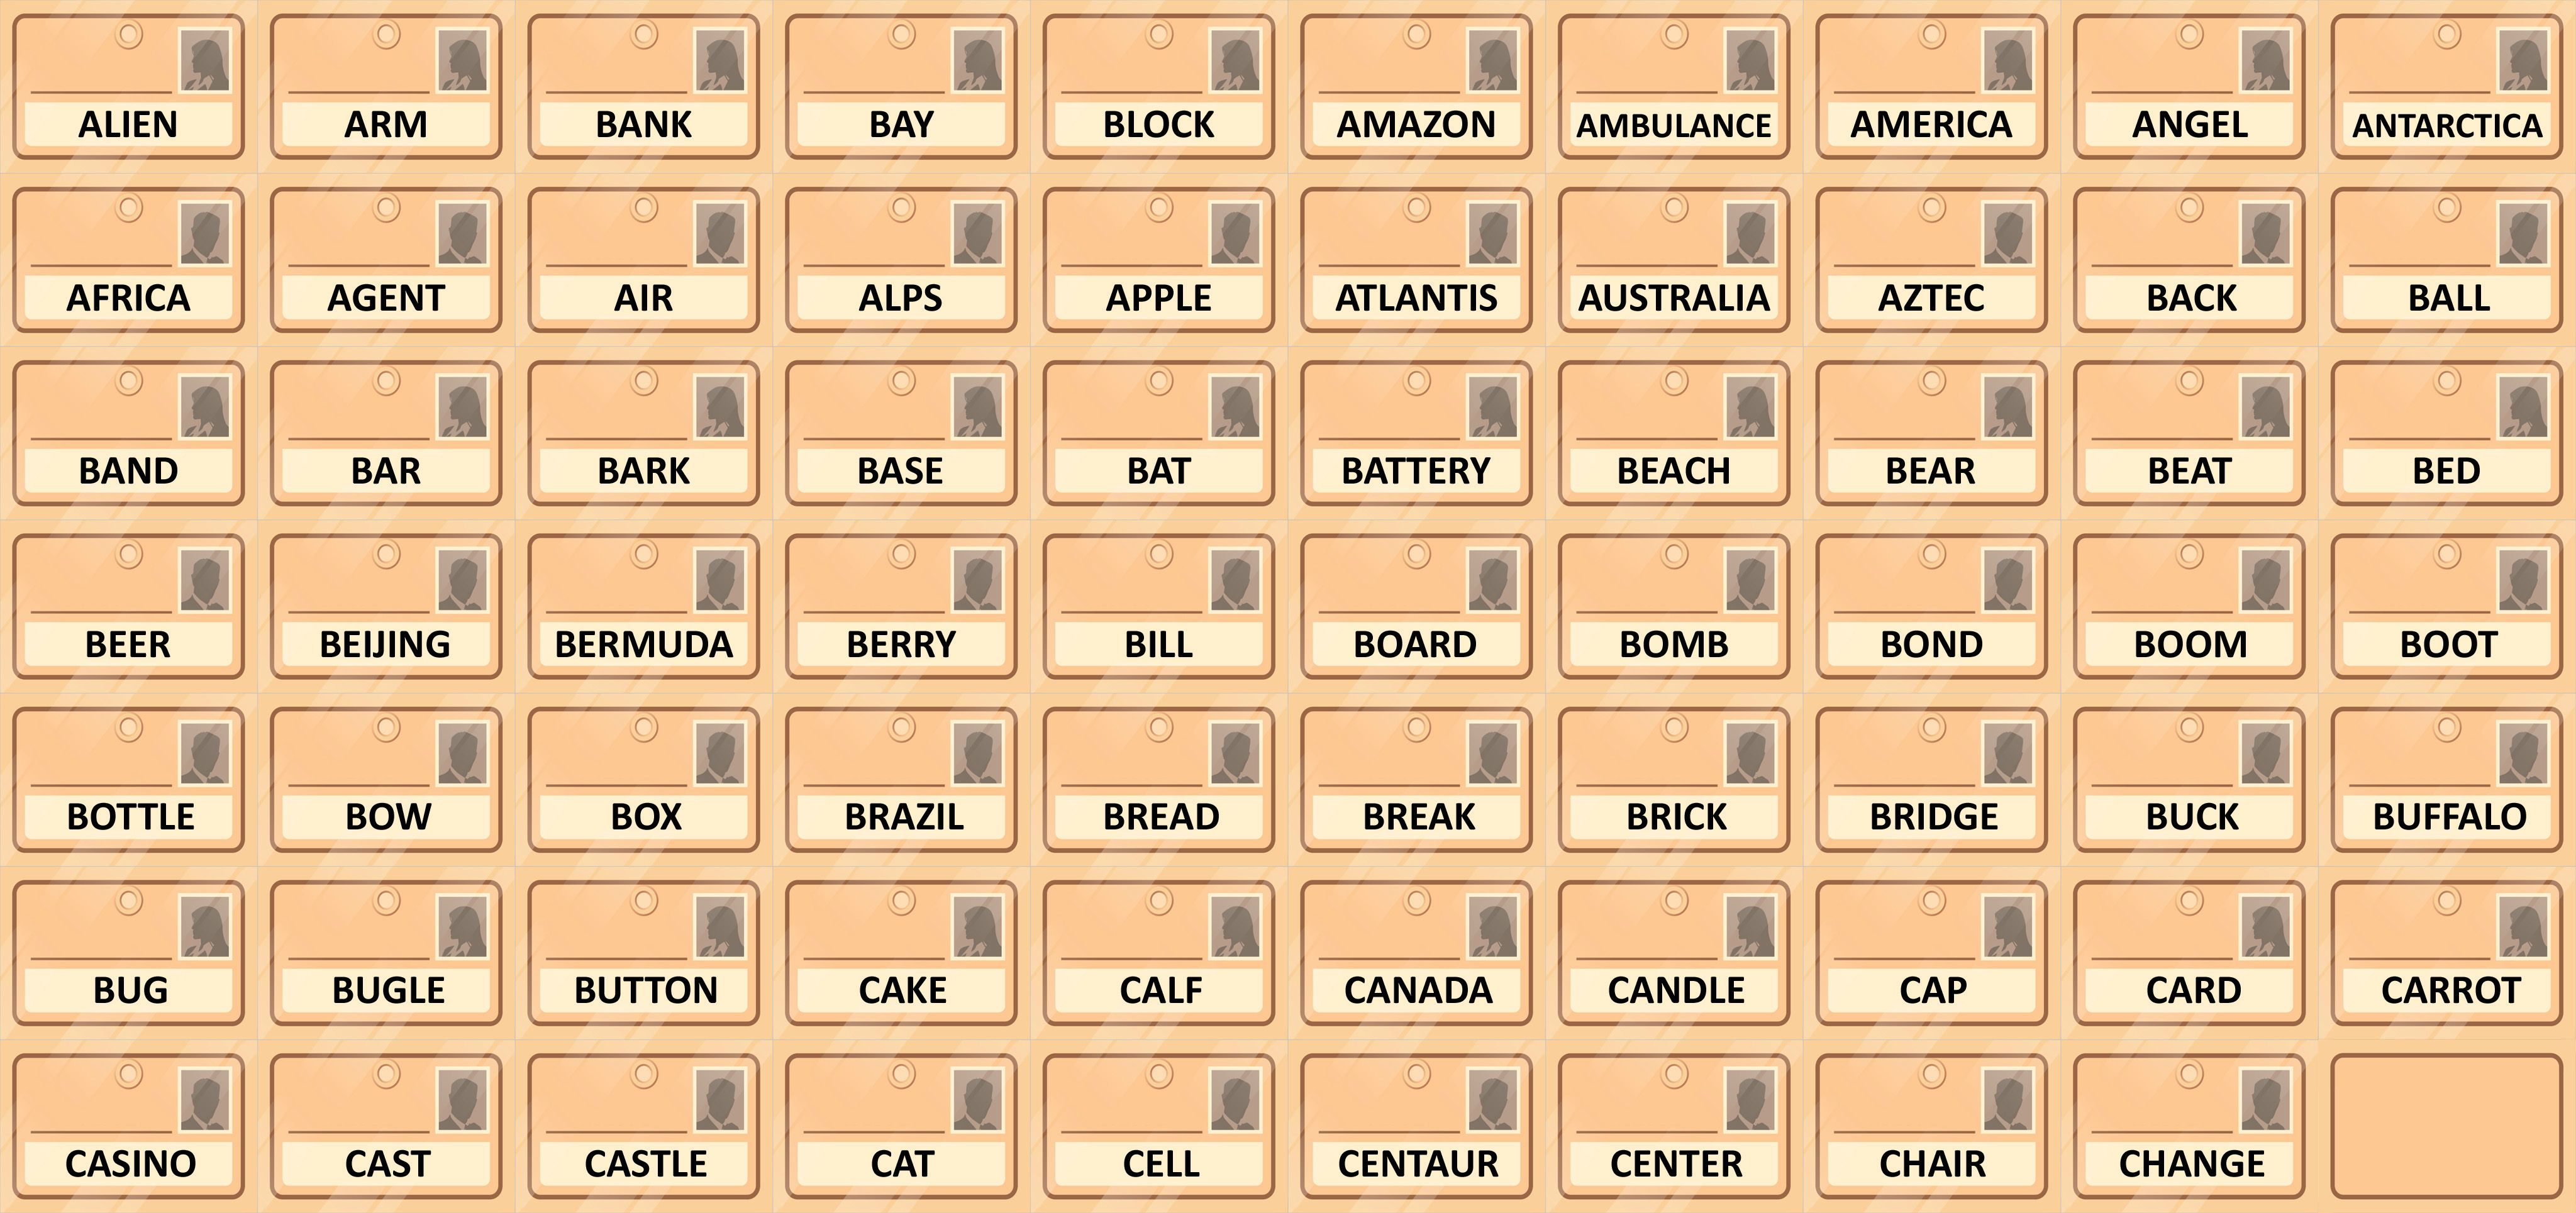 ALIEN ARM BANK BAY BLOCK AMAZON AMBULANCE AMERICA ANGEL ANTARCTICA
AFRICA AGENT AIR ALPS APPLE ATLANTIS AUSTRALIA AZTEC BACK BALL
BAND BAR BARK BASE BAT BATTERY BEACH BEAR BEAT BED
BEER BEIJING BERMUDA BERRY BILL BOARD BOMB BOND BOOM BOOT
BOTTLE BOW BOX BRAZIL BREAD BREAK BRICK BRIDGE BUCK BUFFALO
BUG BUGLE BUTTON CAKE CALF CANADA CANDLE CAP CARD CARROT
CASINO CAST CASTLE CAT CELL CENTAUR CENTER CHAIR CHANGE